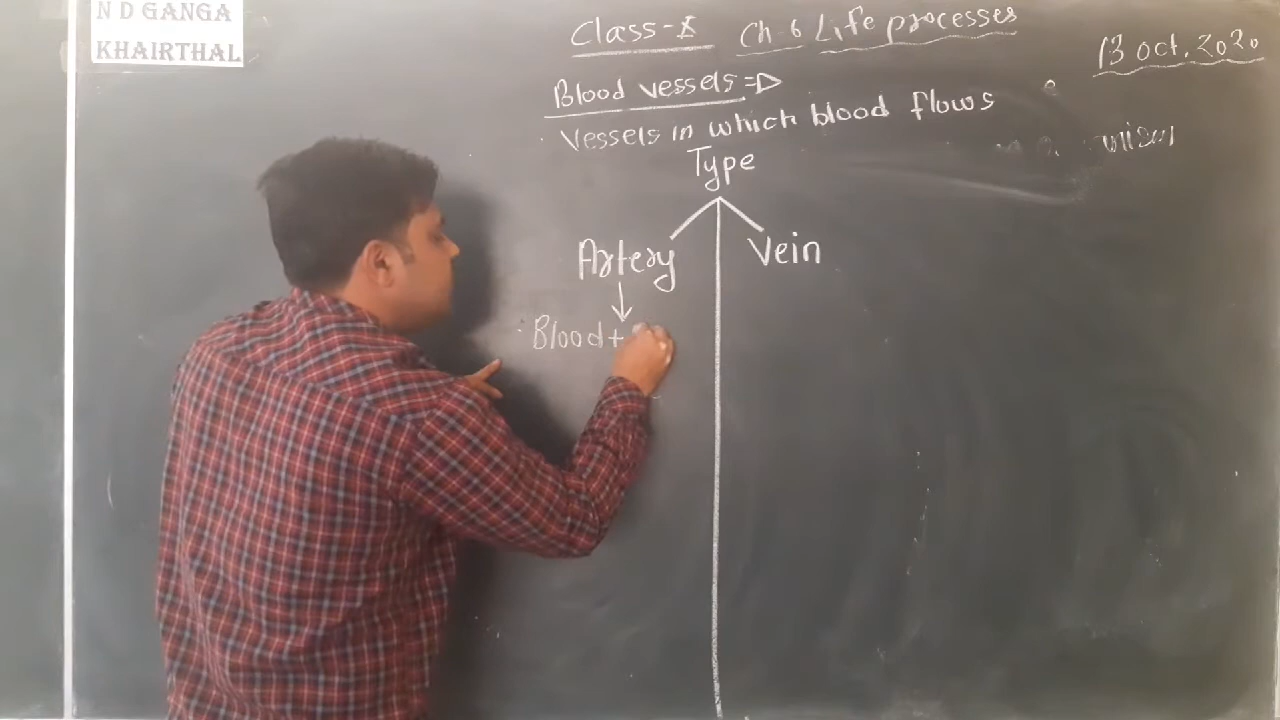 N D GANGA
KHAIRTHAL
Class-X Ch-6 Life processes
13 oct. 2020
Blood vessels =>
Vessels in which blood flows
Type
Artery Vein
Blood +